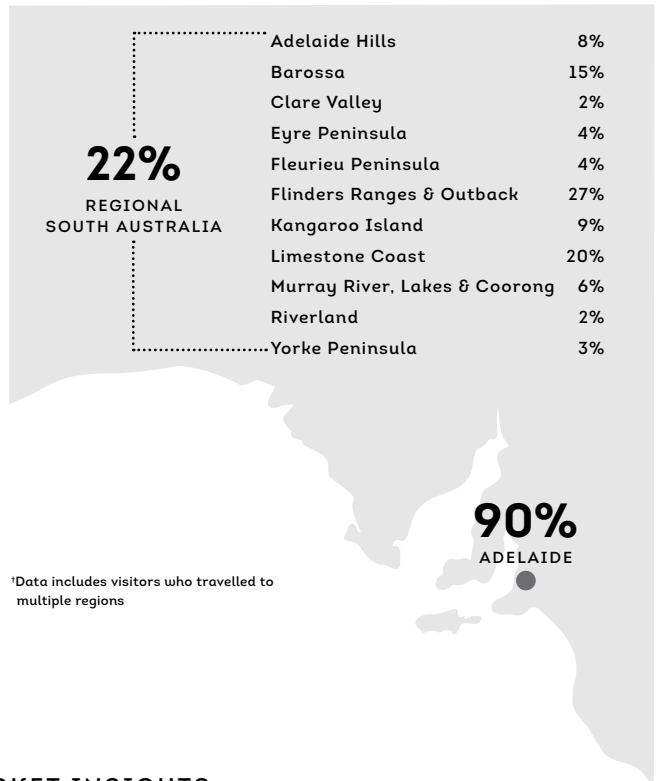 Adelaide Hills 8%
Barossa 15%
Clare Valley 2%
Eyre Peninsula 4%
Fleurieu Peninsula 4%
Flinders Ranges & Outback 27%
Kangaroo Island 9%
Limestone Coast 20%
Murray River, Lakes & Coorong 6%
Riverland 2%
Yorke Peninsula 3%
22%
REGIONAL
SOUTH AUSTRALIA
90%
ADELAIDE
†Data includes visitors who travelled to
multiple regions
INSIGHTS